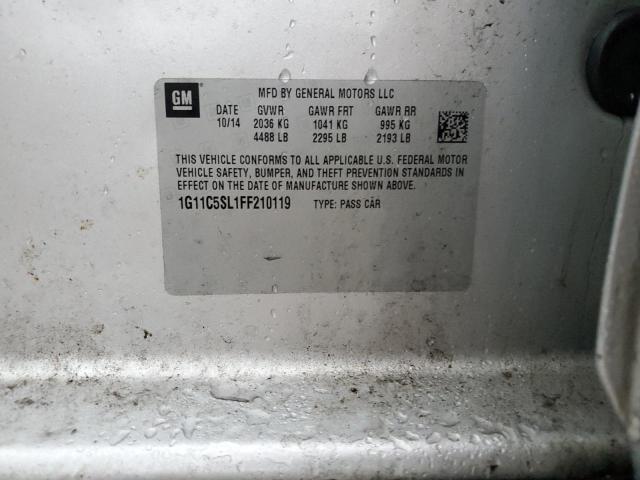 GM
MFD BY GENERAL MOTORS LLC
DATE GVWR GAWR FRT GAWR RR
10/14 2036 KG 1041 KG 995 KG
4488 LB 2295 LB 2193 LB
THIS VEHICLE CONFORMS TO ALL APPLICABLE U.S. FEDERAL MOTOR
VEHICLE SAFETY, BUMPER, AND THEFT PREVENTION STANDARDS IN
EFFECT ON THE DATE OF MANUFACTURE SHOWN ABOVE.
1G11C5SL1FF210119 TYPE: PASS CAR